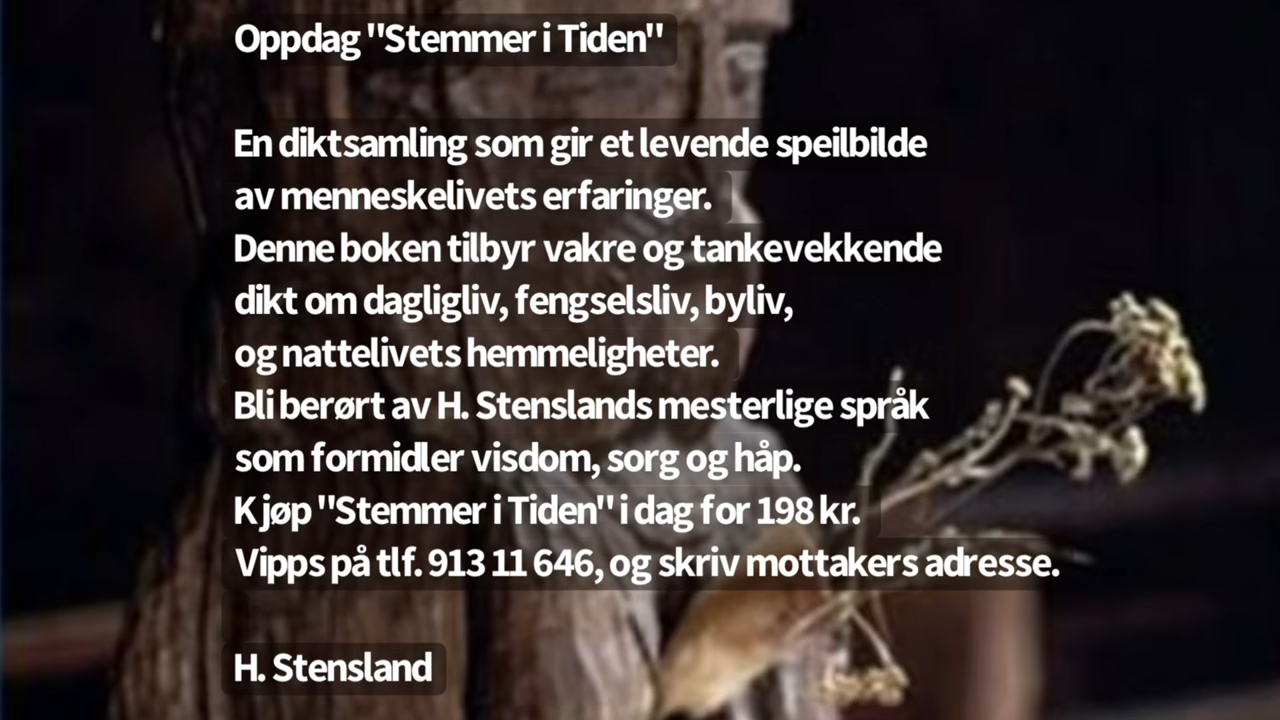 Oppdag "Stemmer i Tiden"
En diktsamling som gir et levende speilbilde
av menneskelivets erfaringer.
Denne boken tilbyr vakre og tankevekkende
dikt om dagligliv, fengselsliv, byliv,
og nattelivets hemmeligheter.
Bli berørt av H. Stenslands mesterlige språk
som formidler visdom, sorg og håp.
Kjøp "Stemmer i Tiden" i dag for 198 kr.
Vipps på tlf. 913 11 646, og skriv mottakers adresse.
H. Stensland